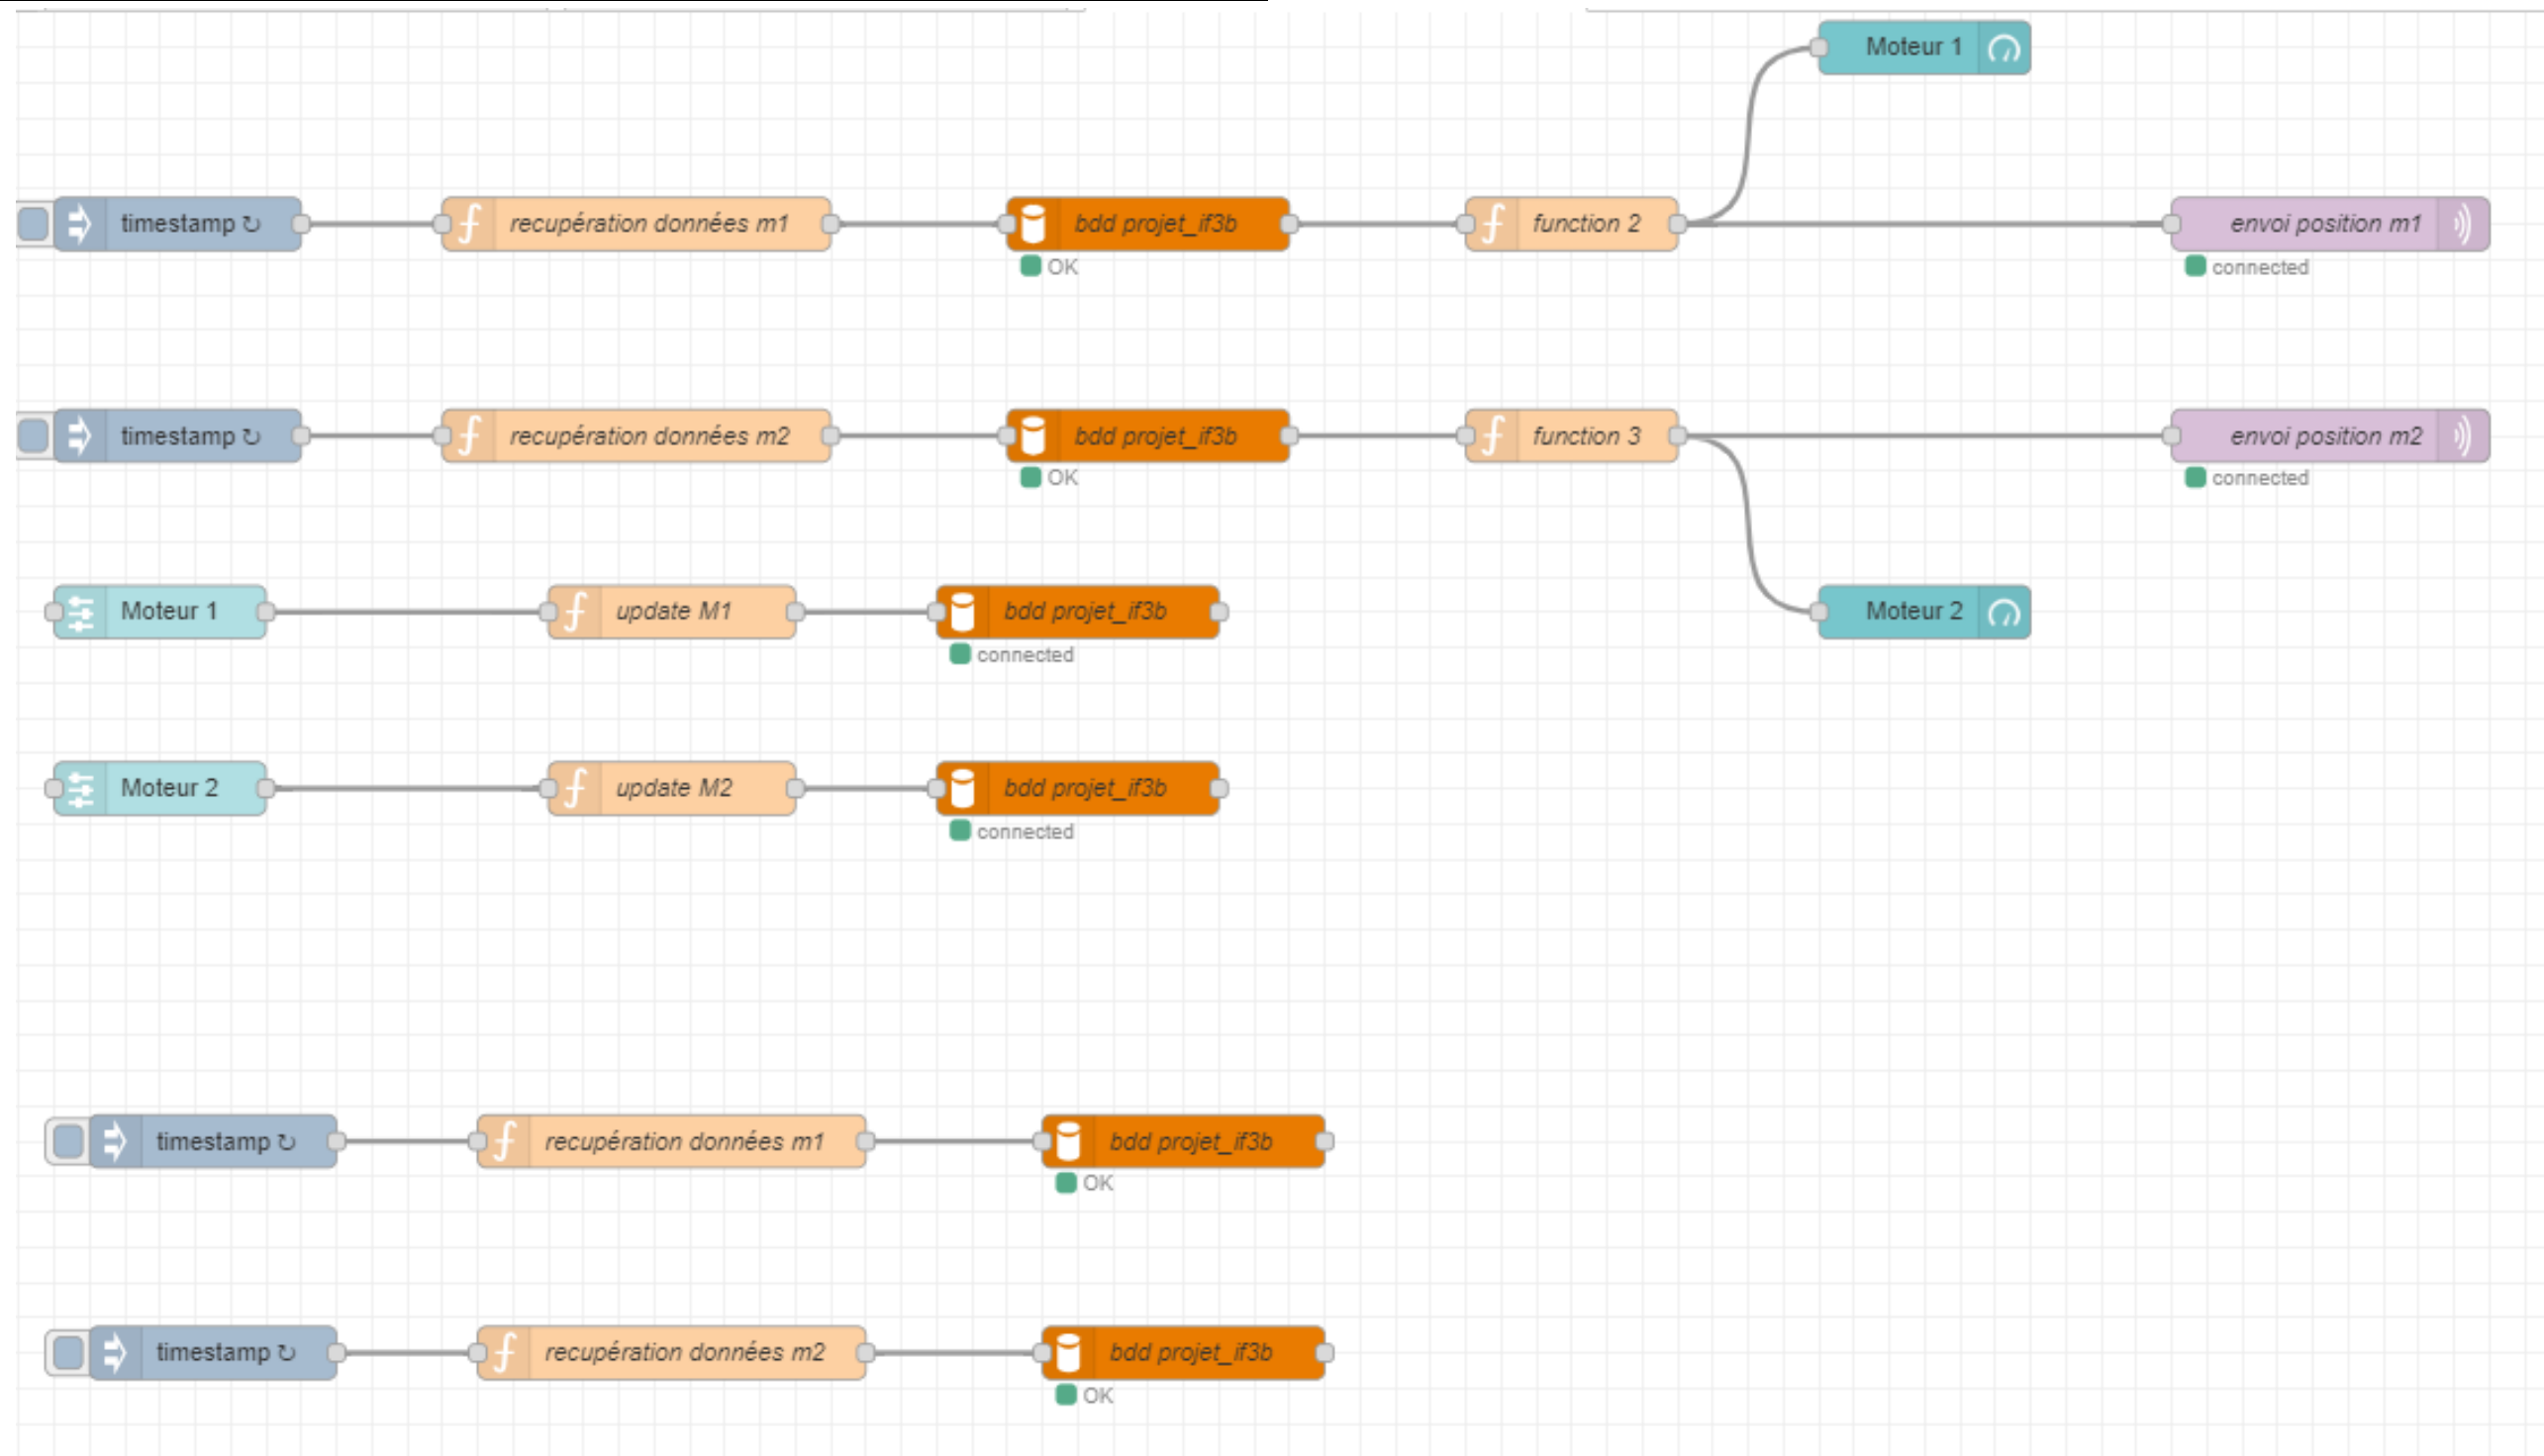 Moteur 1
timestamp ↻
recupération données m1
bdd projet_if3b
function 2
envoi position m1
OK
connected
timestamp ↻
recupération données m2
bdd projet_if3b
function 3
envoi position m2
OK
connected
Moteur 1
update M1
bdd projet_if3b
Moteur 2
connected
Moteur 2
update M2
bdd projet_if3b
connected
timestamp ↻
recupération données m1
bdd projet_if3b
OK
timestamp ↻
recupération données m2
bdd projet_if3b
OK